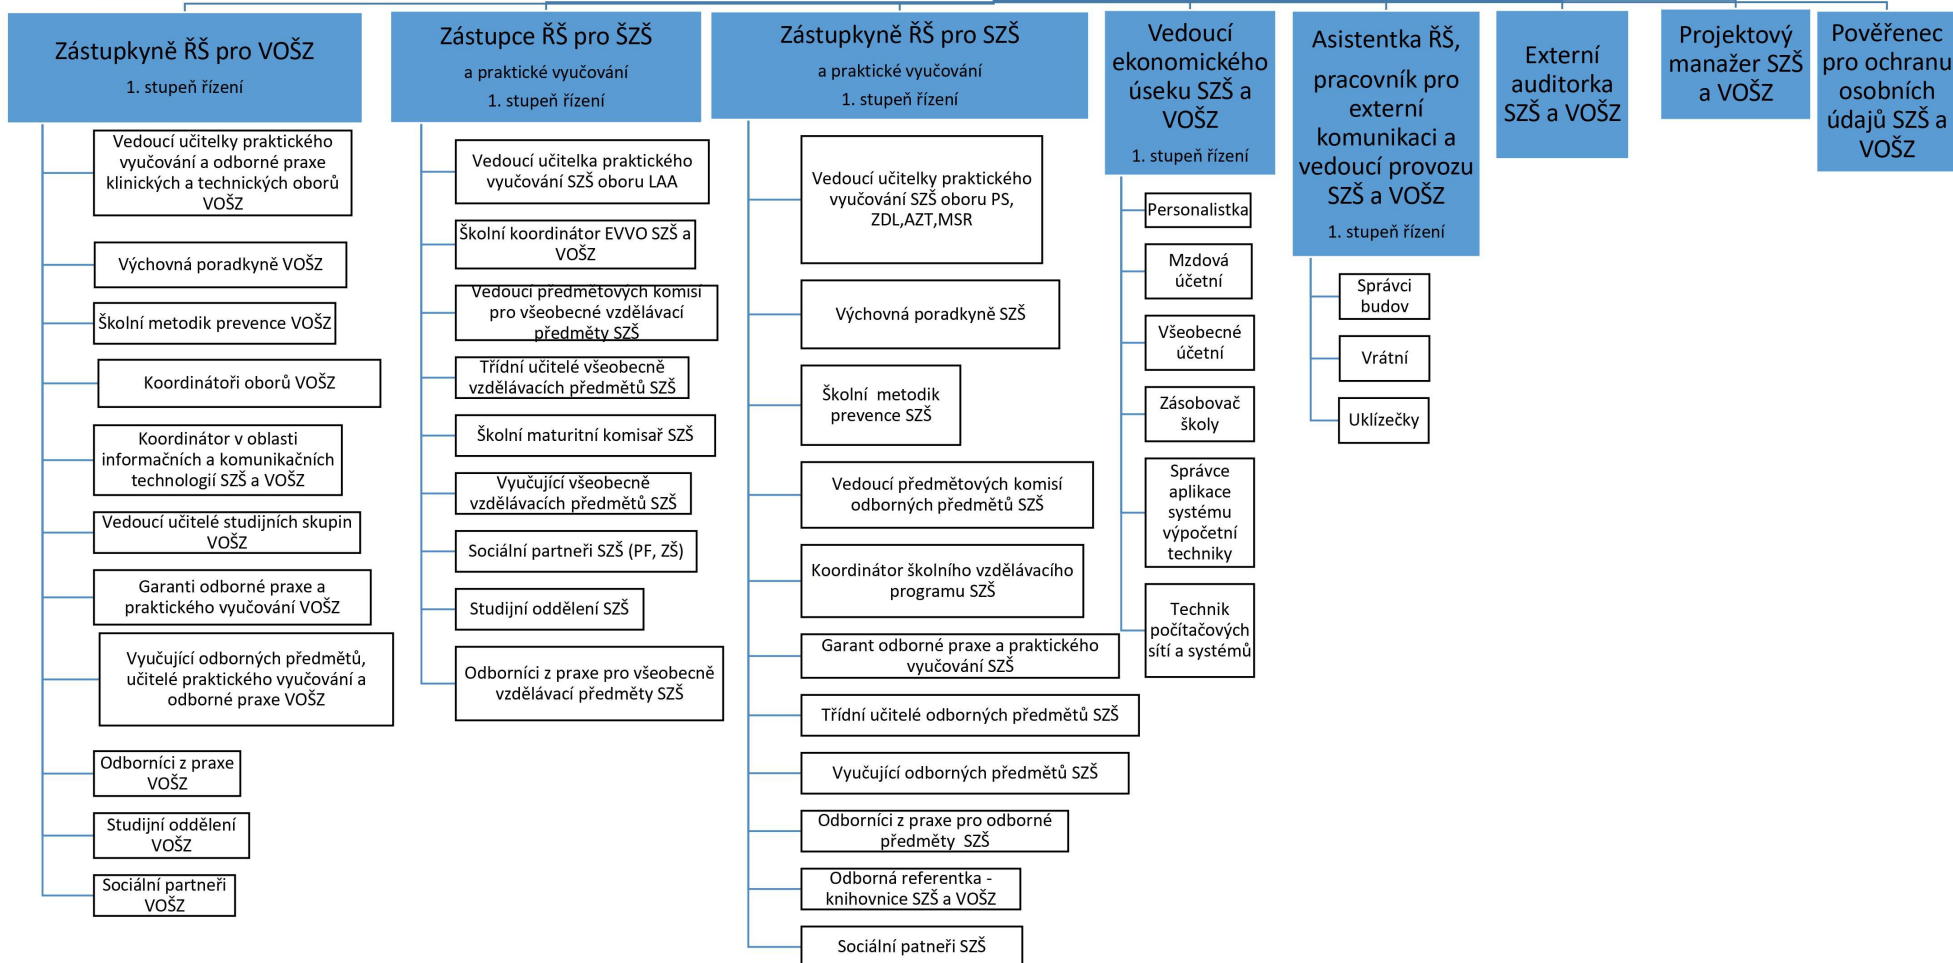 Zástupkyně ŘŠ pro VOŠZ
1. stupeň řízení
Vedoucí učitelky praktického
vyučování a odborné praxe
klinických a technických oborů
VOŠZ
Výchovná poradkyně VOŠZ
Školní metodik prevence VOŠZ
Koordinátoři oborů VOŠZ
Koordinátor v oblasti
informačních a komunikačních
technologií SZŠ a VOŠZ
Vedoucí učitelé studijních skupin
VOŠZ
Garanti odborné praxe a
praktického vyučování VOŠZ
Vyučující odborných předmětů,
učitelé praktického vyučování a
odborné praxe VOŠZ
Odborníci z praxe
VOŠZ
Studijní oddělení
VOŠZ
Sociální partneři
VOŠZ
Zástupce ŘŠ pro ŠZŠ
a praktické vyučování
1. stupeň řízení
Vedoucí učitelka praktického
vyučování SZŠ oboru LAA
Školní koordinátor EVVO SZŠ a
VOŠZ
Vedoucí předmětových komisí
pro všeobecné vzdělávací
předměty SZŠ
Třídní učitelé všeobecně
vzdělávacích předmětů SZŠ
Školní maturitní komisař SZŠ
Vyučující všeobecně
vzdělávacích předmětů SZŠ
Sociální partneři SZŠ (PF, ZŠ)
Studijní oddělení SZŠ
Odborníci z praxe pro všeobecně
vzdělávací předměty SZŠ
Zástupkyně ŘŠ pro SZŠ
a praktické vyučování
1. stupeň řízení
Vedoucí učitelky praktického
vyučování SZŠ oboru PS,
ZDL,AZT,MSR
Výchovná poradkyně SZŠ
Školní  metodik
prevence SZŠ
Vedoucí předmětových komisí
odborných předmětů SZŠ
Koordinátor školního vzdělávacího
programu SZŠ
Garant odborné praxe a praktického
vyučování SZŠ
Třídní učitelé odborných předmětů SZŠ
Vyučující odborných předmětů SZŠ
Odborníci z praxe pro odborné
předměty  SZŠ
Odborná referentka -
knihovnice SZŠ a VOŠZ
Sociální patneři SZŠ
Vedoucí
ekonomického
úseku SZŠ a
VOŠZ
1. stupeň řízení
Personalistka
Mzdová
účetní
Všeobecné
účetní
Zásobovač
školy
Správce
aplikace
systému
výpočetní
techniky
Technik
počítačových
sítí a systémů
Asistentka ŘŠ,
pracovník pro
externí
komunikaci a
vedoucí provozu
SZŠ a VOŠZ
1. stupeň řízení
Správci
budov
Vrátní
Uklízečky
Externí
auditorka
SZŠ a VOŠZ
Projektový
manažer SZŠ
a VOŠZ
Pověřenec
pro ochranu
osobních
údajů SZŠ a
VOŠZ